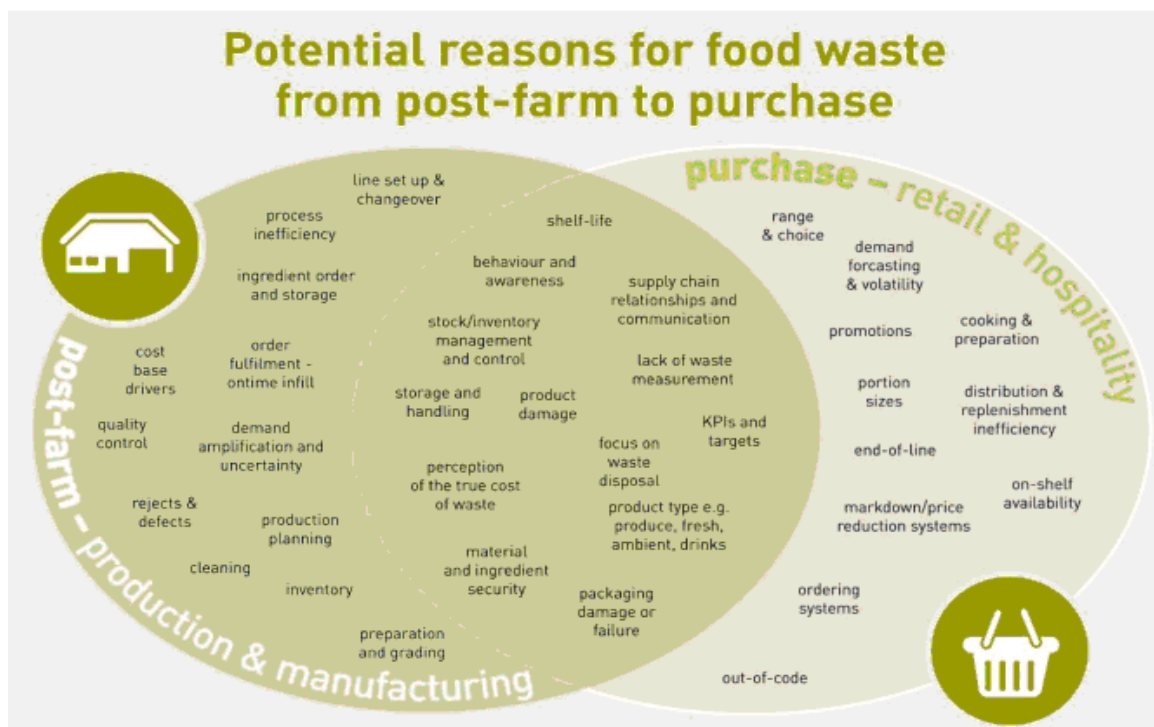 Potential reasons for food waste
from post-farm to purchase
post-farm – production & manufacturing
line set up &
changeover
process
inefficiency
ingredient order
and storage
cost
base
drivers
order
fulfilment -
ontime infill
quality
control
demand
amplification and
uncertainty
rejects &
defects
production
planning
cleaning
inventory
preparation
and grading
shelf-life
behaviour and
awareness
supply chain
relationships and
communication
stock/inventory
management
and control
lack of waste
measurement
storage and
handling
product
damage
KPIs and
targets
focus on
waste
disposal
perception
of the true cost
of waste
product type e.g.
produce, fresh,
ambient, drinks
material
and ingredient
security
packaging
damage or
failure
purchase – retail & hospitality
range
& choice
demand
forcasting
& volatility
promotions
cooking &
preparation
portion
sizes
distribution &
replenishment
inefficiency
end-of-line
on-shelf
availability
markdown/price
reduction systems
ordering
systems
out-of-code